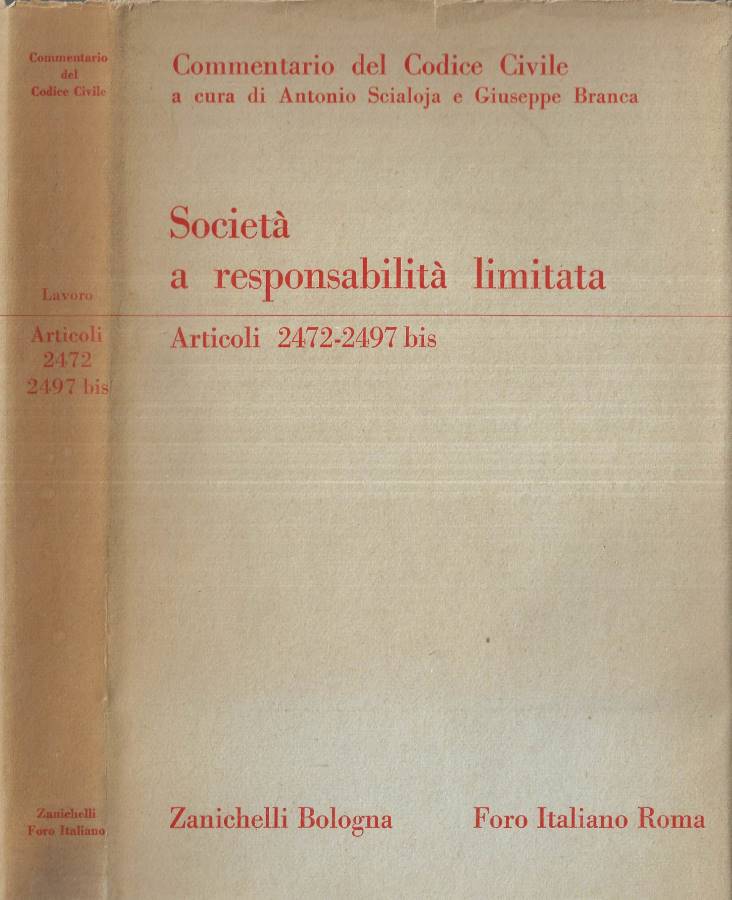 Commentario
del
Codice Civile
Lavoro
Articoli
2472
2497 bis
Zanichelli
Foro Italiano
Commentario del Codice Civile
a cura di Antonio Scialoja e Giuseppe Branca
Società
a responsabilità limitata
Articoli 2472-2497 bis
Zanichelli Bologna
Foro Italiano Roma